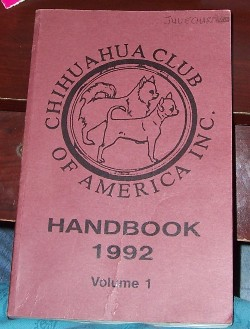 CHIHUAHUA CLUB
OF AMERICA INC.
HANDBOOK
1992
Volume 1